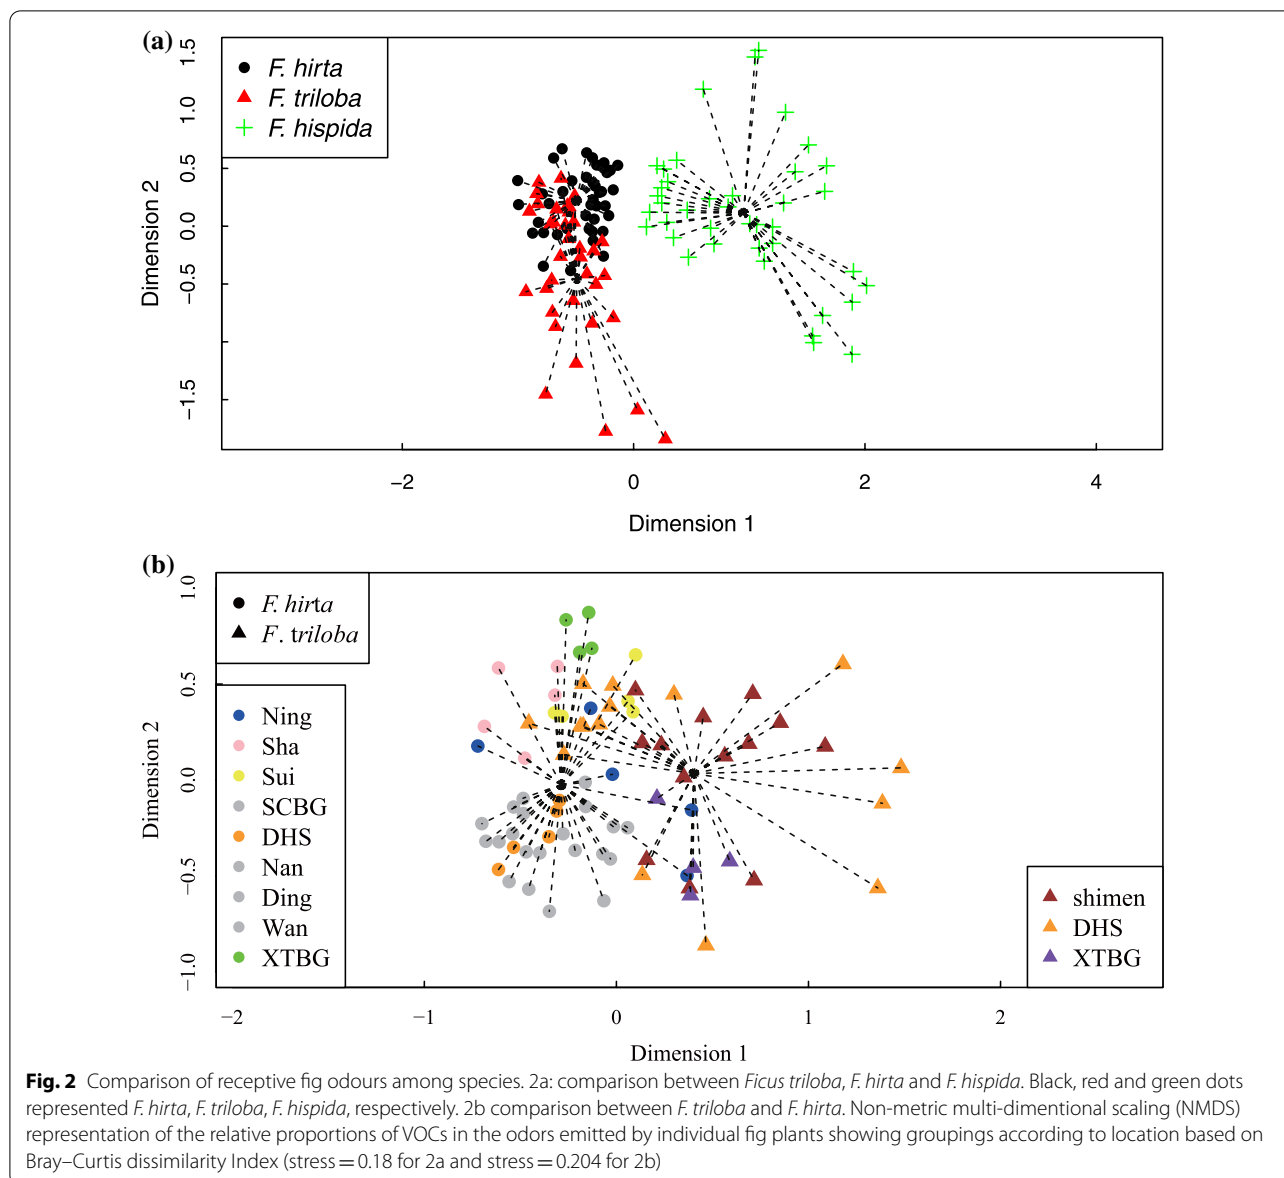 (a)
F. hirta
F. triloba
F. hispida
1.5
1.0
0.5
0.0
−0.5
−1.5
Dimension 2
−2
0
2
4
Dimension 1
(b)
F. hirta
F. triloba
Ning
Sha
Sui
SCBG
DHS
Nan
Ding
Wan
XTBG
shimen
DHS
XTBG
1.0
0.5
0.0
−0.5
−1.0
Dimension 2
−2
−1
0
1
2
Dimension 1
Fig. 2 Comparison of receptive fig odours among species. 2a: comparison between Ficus triloba, F. hirta and F. hispida. Black, red and green dots
represented F. hirta, F. triloba, F. hispida, respectively. 2b comparison between F. triloba and F. hirta. Non-metric multi-dimentional scaling (NMDS)
representation of the relative proportions of VOCs in the odors emitted by individual fig plants showing groupings according to location based on
Bray–Curtis dissimilarity Index (stress = 0.18 for 2a and stress = 0.204 for 2b)